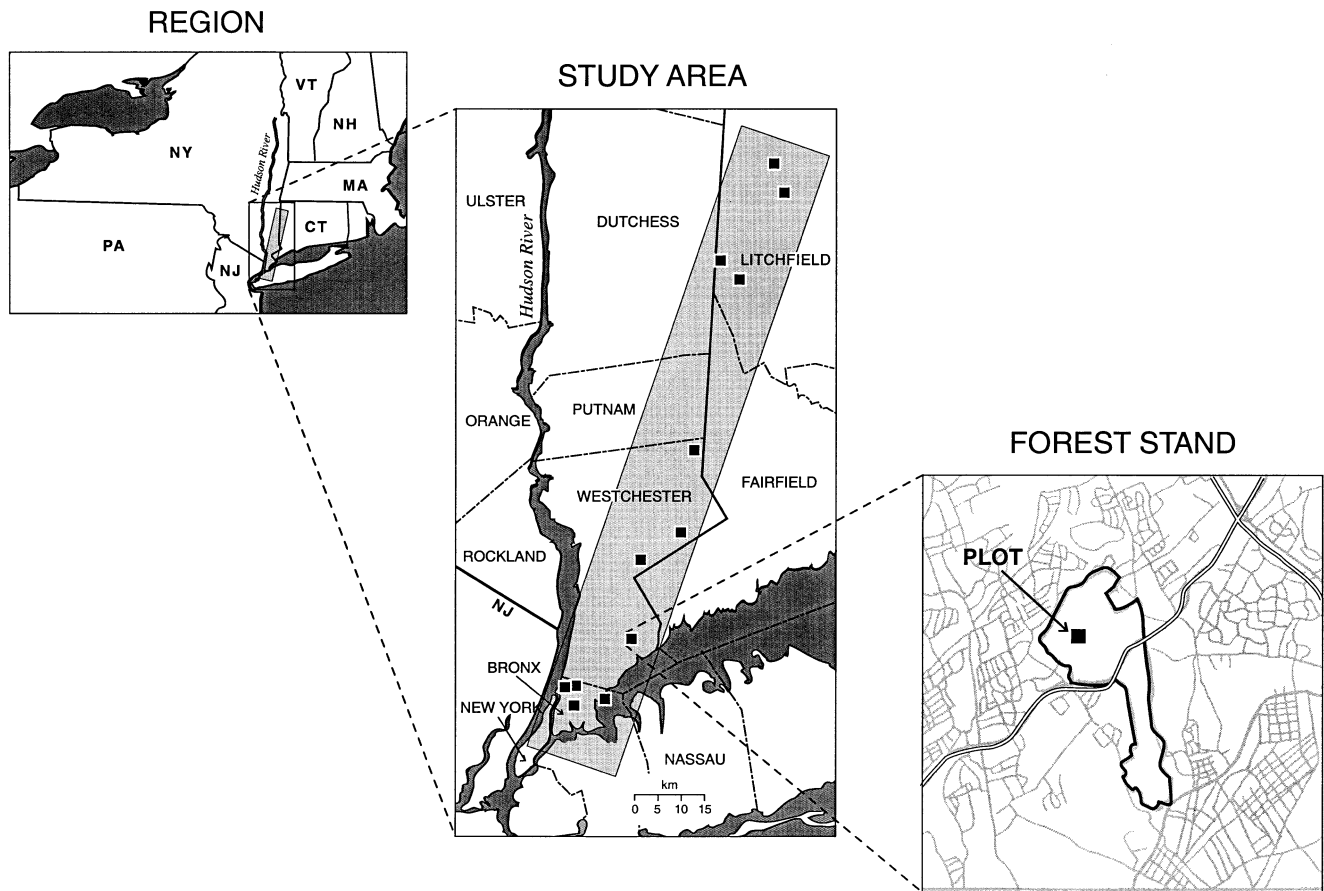 REGION
VT
NH
NY
Hudson River
MA
PA
CT
NJ
STUDY AREA
ULSTER
DUTCHESS
Hudson River
LITCHFIELD
PUTNAM
ORANGE
WESTCHESTER
FAIRFIELD
ROCKLAND
NJ
BRONX
NEW YORK
NASSAU
km
0 5 10 15
FOREST STAND
PLOT